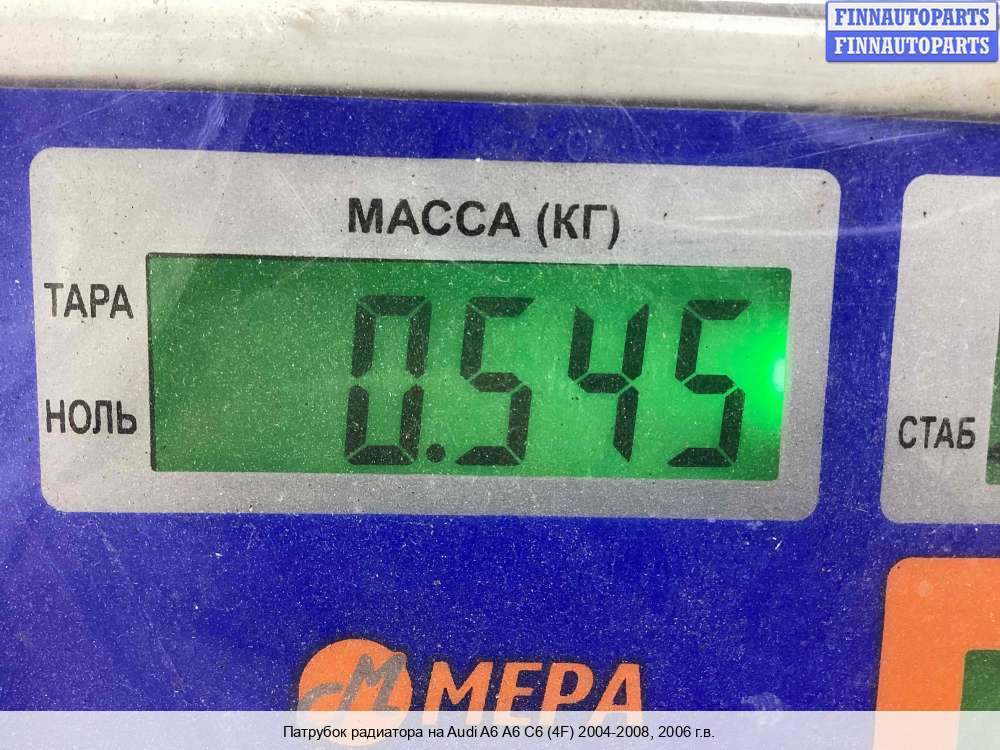 FINNAUTOPARTS
FINNAUTOPARTS
МАССА (КГ)
ТАРА
0.545
НОЛЬ
СТАБ
М МЕРА
Патрубок радиатора на Audi A6 A6 C6 (4F) 2004-2008, 2006 г.в.